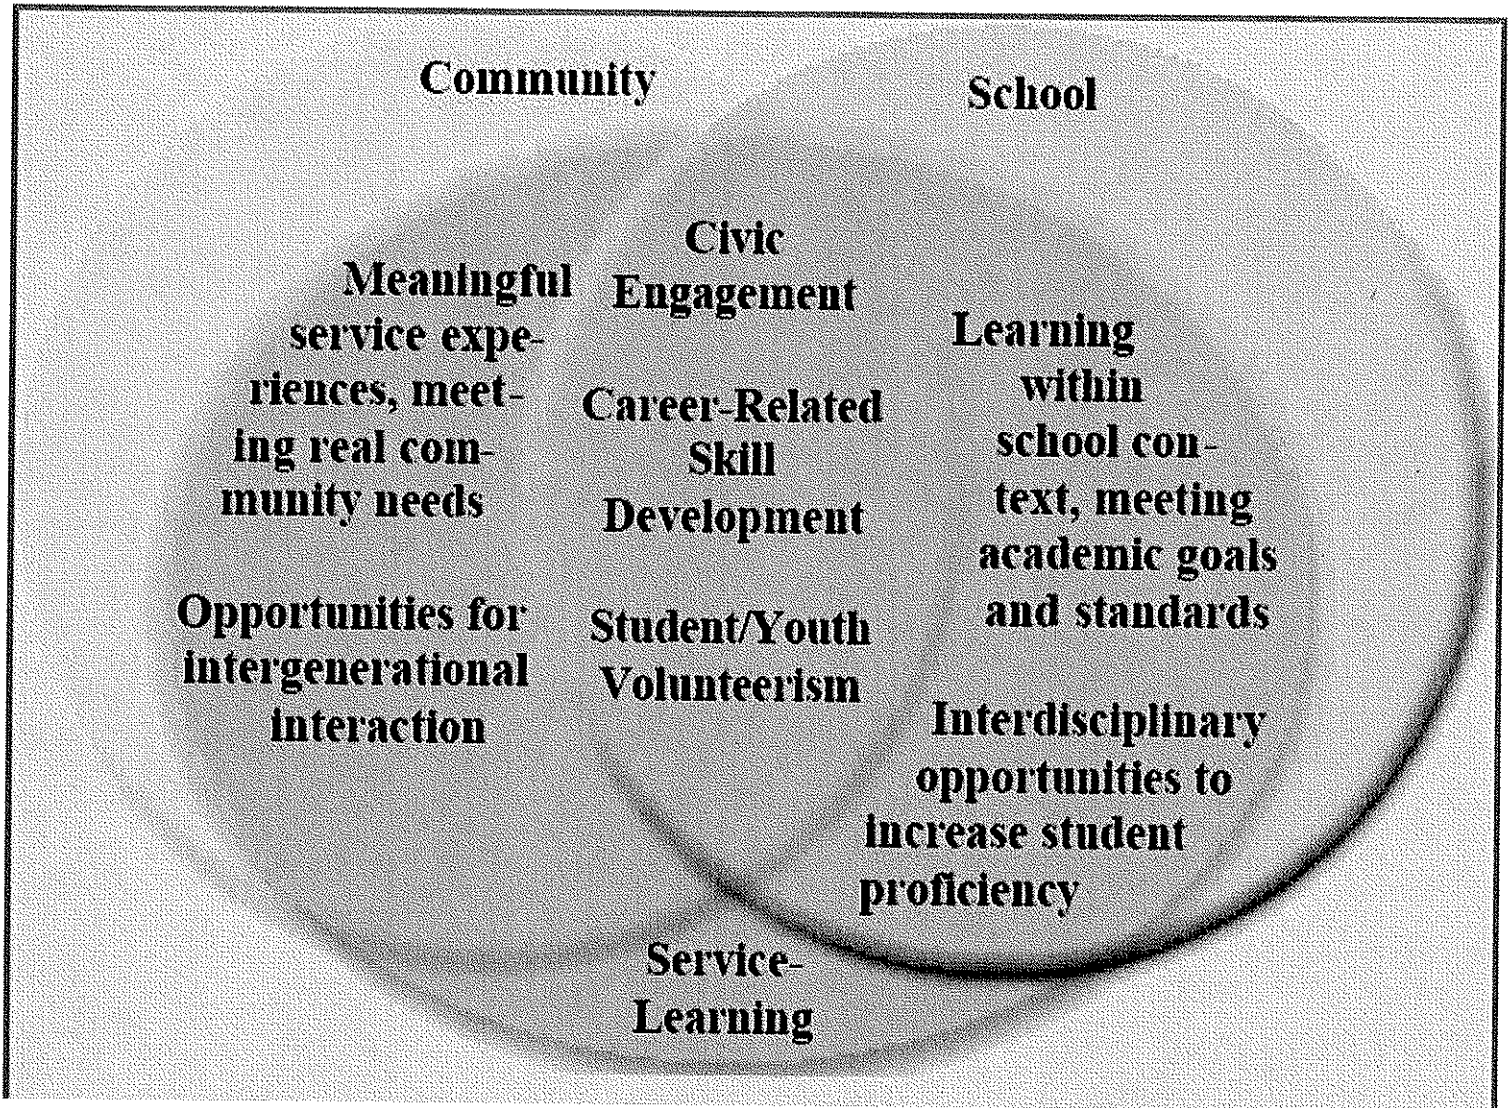 Community
School
Meaningful
service expe-
riences, meet-
ing real com-
munity needs
Opportunities for
intergenerational
interaction
Civic
Engagement
Career-Related
Skill
Development
Student/Youth
Volunteerism
Learning
within
school con-
text, meeting
academic goals
and standards
Interdisciplinary
opportunities to
increase student
proficiency
Service-
Learning